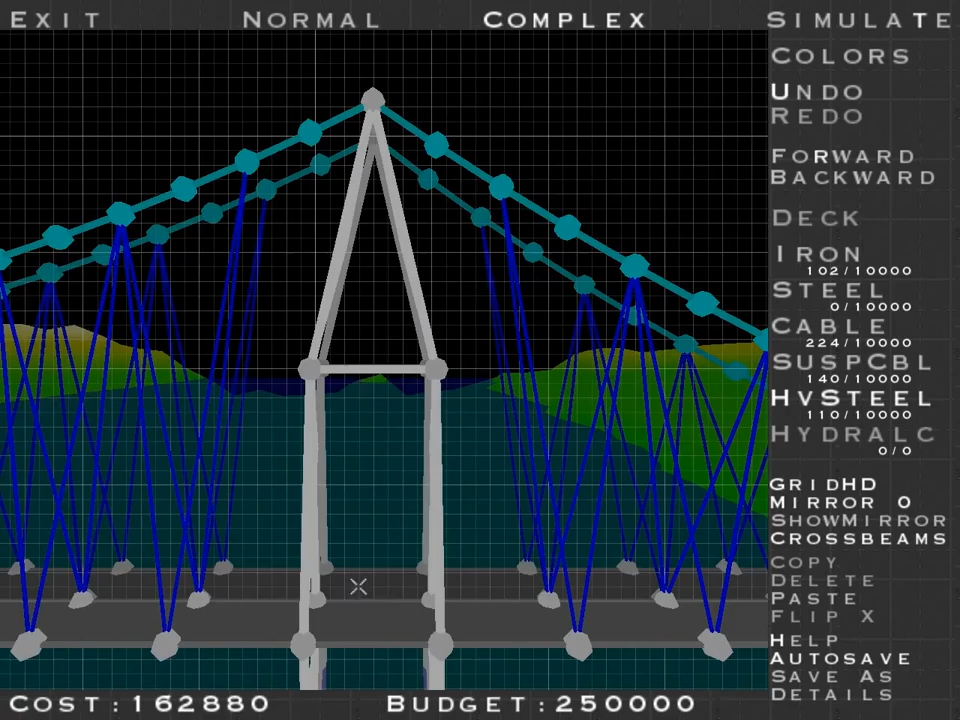 EXIT NORMAL COMPLEX SIMULATE
COLORS
UNDO
REDO
FORWARD
BACKWARD
DECK
IRON
102/10000
STEEL
0/10000
CABLE
224/10000
SUSPCBL
140/10000
HVSTEEL
110/10000
HYDRALC
0/0
GRIDHD
MIRROR 0
SHOWMIRROR
CROSSBEAMS
COPY
DELETE
PASTE
FLIP X
HELP
AUTOSAVE
SAVE AS
DETAILS
COST:162880 BUDGET:250000